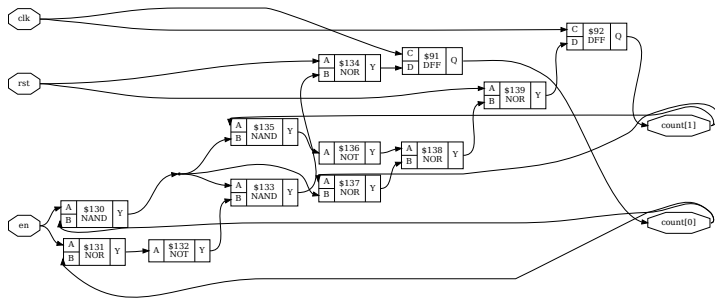 clk
C
$92
DFF
Q
D
C
$91
DFF
Q
D
A
$134
NOR
Y
B
rst
A
$139
NOR
Y
B
A
$135
NAND
Y
B
count[1]
A
$136
NOT
Y
A
$138
NOR
Y
B
A
$137
NOR
Y
B
A
$133
NAND
Y
B
A
$130
NAND
Y
B
en
count[0]
A
$131
NOR
Y
B
A
$132
NOT
Y